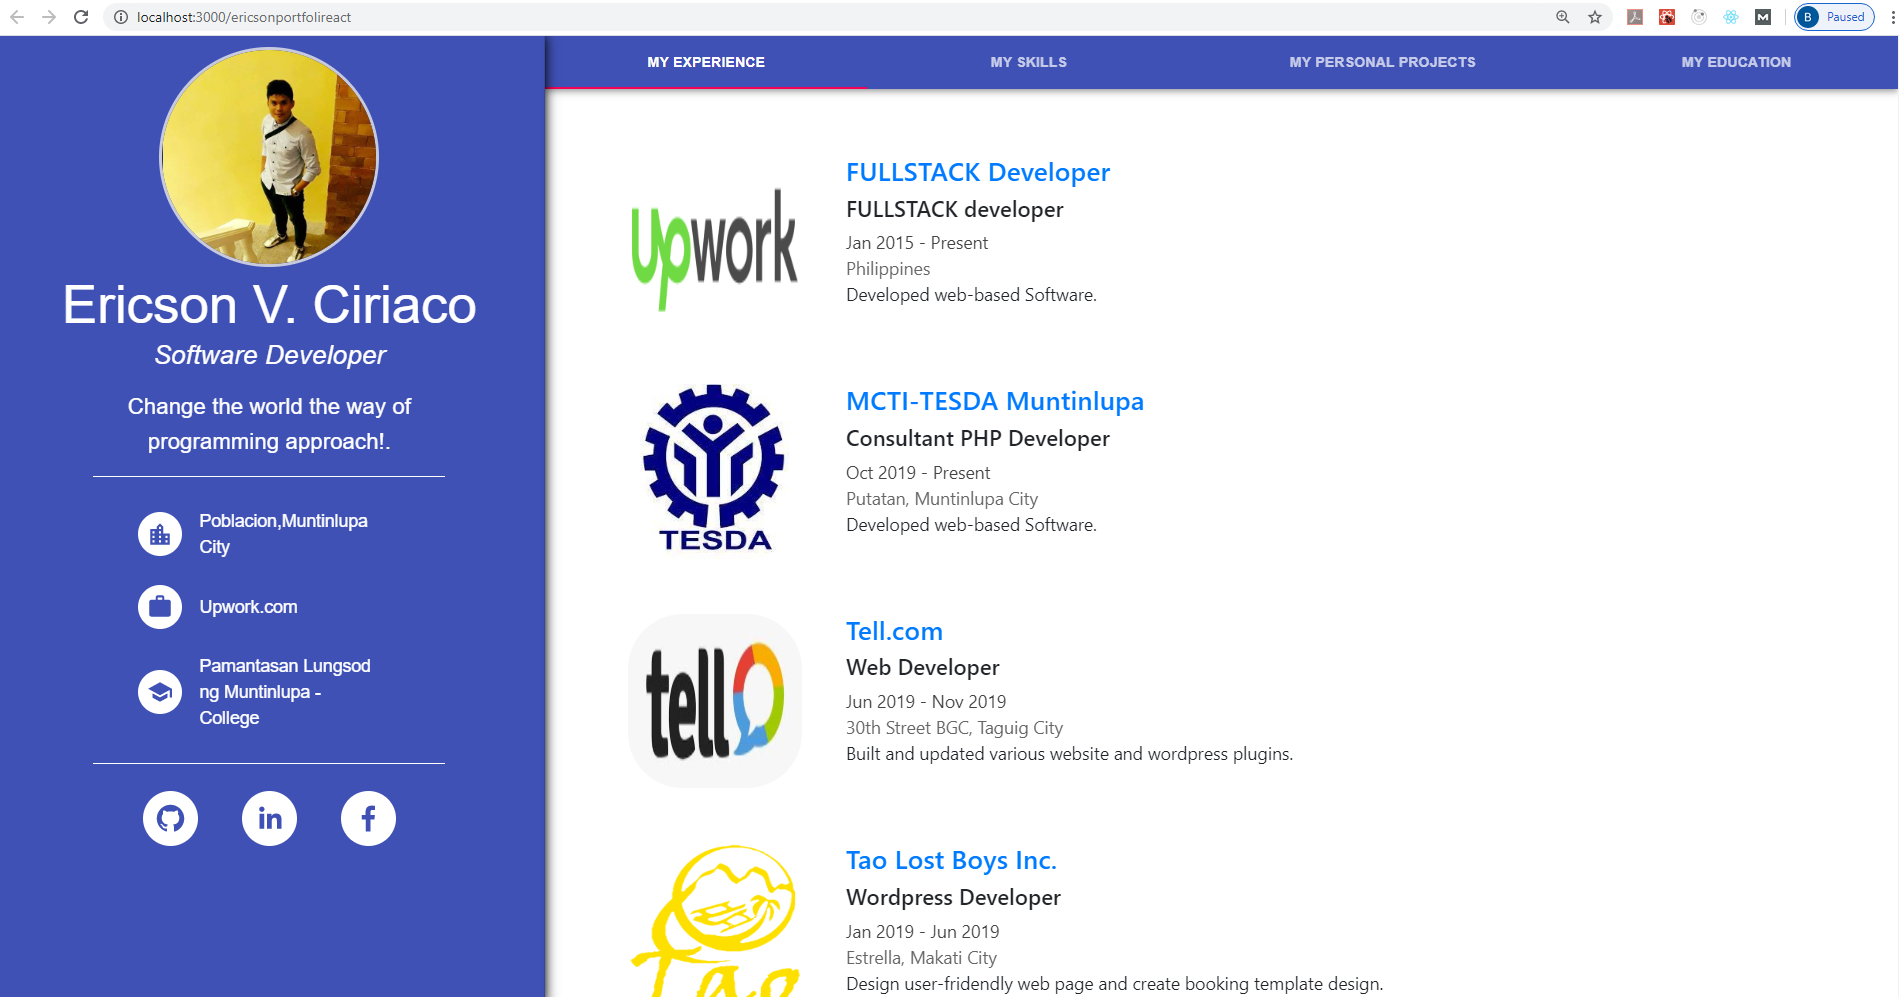 localhost:3000/ericsonportfolireact
B Paused
Ericson V. Ciriaco
Software Developer
Change the world the way of
programming approach!.
Poblacion,Muntinlupa
City
Upwork.com
Pamantasan Lungsod
ng Muntinlupa -
College
in
f
MY EXPERIENCE
MY SKILLS
MY PERSONAL PROJECTS
MY EDUCATION
upwork
FULLSTACK Developer
FULLSTACK developer
Jan 2015 - Present
Philippines
Developed web-based Software.
TESDA
MCTI-TESDA Muntinlupa
Consultant PHP Developer
Oct 2019 - Present
Putatan, Muntinlupa City
Developed web-based Software.
tell
Tell.com
Web Developer
Jun 2019 - Nov 2019
30th Street BGC, Taguig City
Built and updated various website and wordpress plugins.
Tao
Tao Lost Boys Inc.
Wordpress Developer
Jan 2019 - Jun 2019
Estrella, Makati City
Design user-fridendly web page and create booking template design.